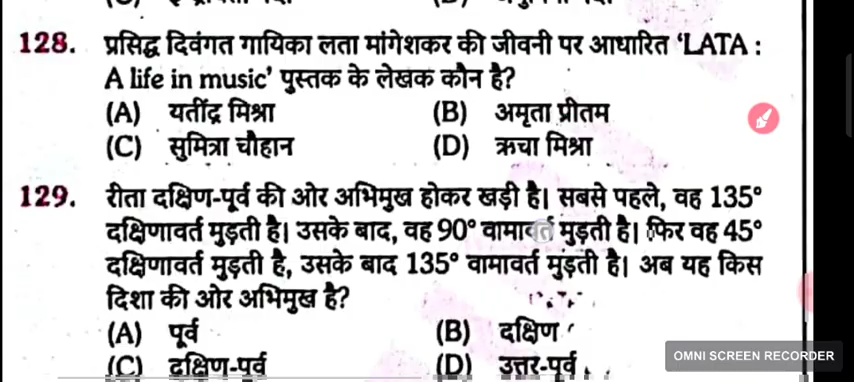 128. प्रसिद्ध दिवंगत गायिका लता मांगेशकर की जीवनी पर आधारित ‘LATA :
A life in music’ पुस्तक के लेखक कौन है?
(A) यतींद्र मिश्रा (B) अमृता प्रीतम
(C) सुमित्रा चौहान (D) ऋचा मिश्रा
129. रीता दक्षिण-पूर्व की ओर अभिमुख होकर खड़ी है। सबसे पहले, वह 135°
दक्षिणावर्त मुड़ती है। उसके बाद, वह 90° वामावर्त मुड़ती है। फिर वह 45°
दक्षिणावर्त मुड़ती है, उसके बाद 135° वामावर्त मुड़ती है। अब यह किस
दिशा की ओर अभिमुख है?
(A) पूर्व (B) दक्षिण
(C) दक्षिण-पूर्व (D) उत्तर-पूर्व
OMNI SCREEN RECORDER